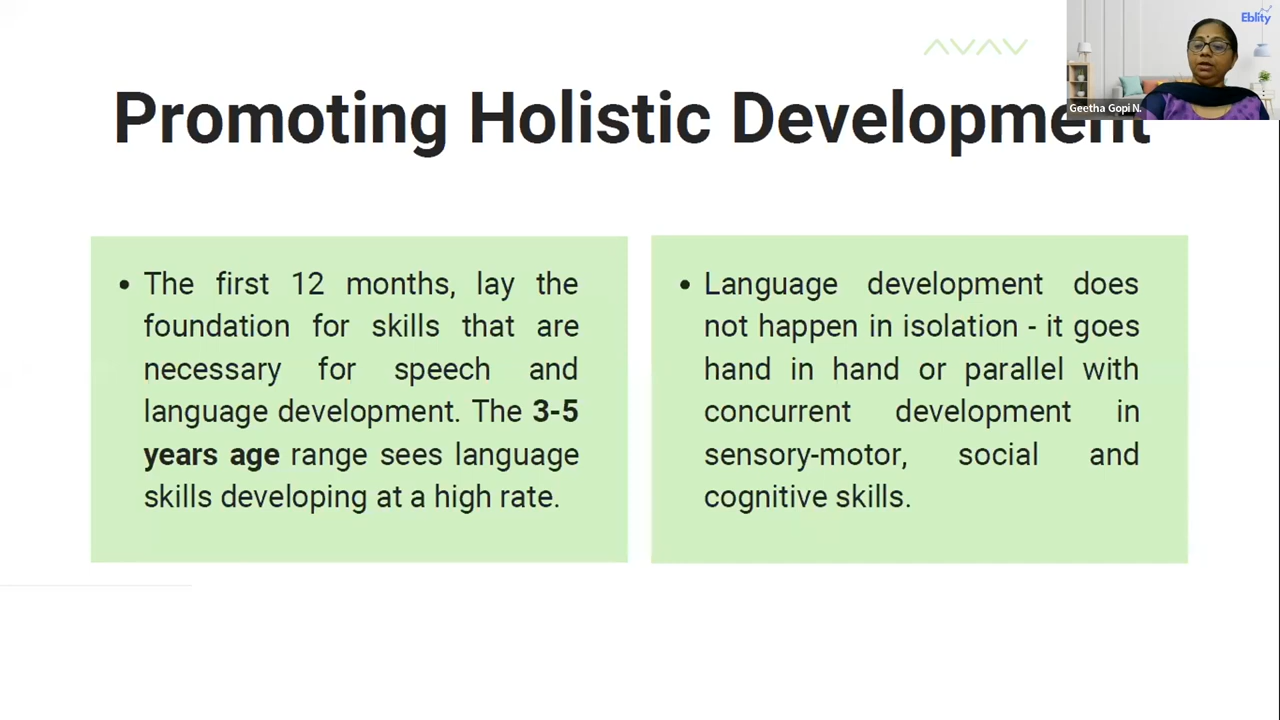 Eblity
Geetha Gopi N.
Promoting Holistic Development
• The first 12 months, lay the
foundation for skills that are
necessary for speech and
language development. The 3-5
years age range sees language
skills developing at a high rate.
• Language development does
not happen in isolation - it goes
hand in hand or parallel with
concurrent development in
sensory-motor, social and
cognitive skills.